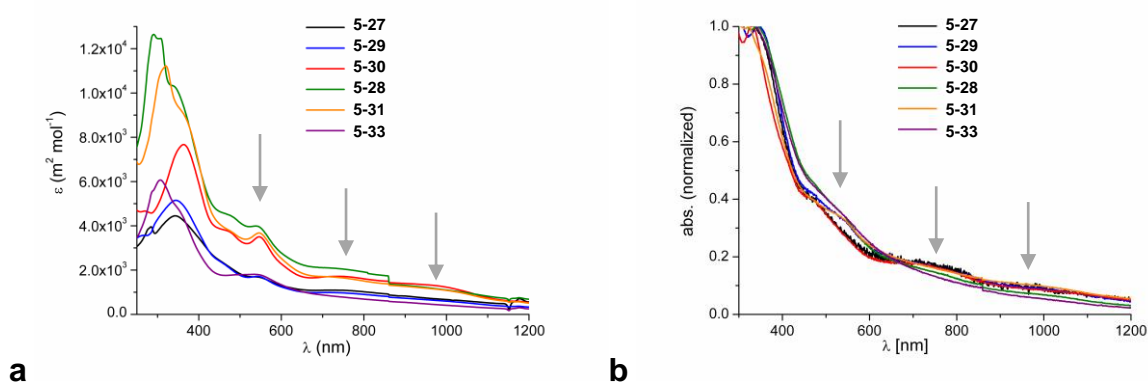 1.2x10⁴
1.0x10⁴
8.0x10³
6.0x10³
4.0x10³
2.0x10³
0.0
ε (m² mol⁻¹)
5-27
5-29
5-30
5-28
5-31
5-33
400 600 800 1000 1200
λ (nm)
a
1.0
0.8
0.6
0.4
0.2
0.0
abs. (normalized)
5-27
5-29
5-30
5-28
5-31
5-33
400 600 800 1000 1200
λ [nm]
b